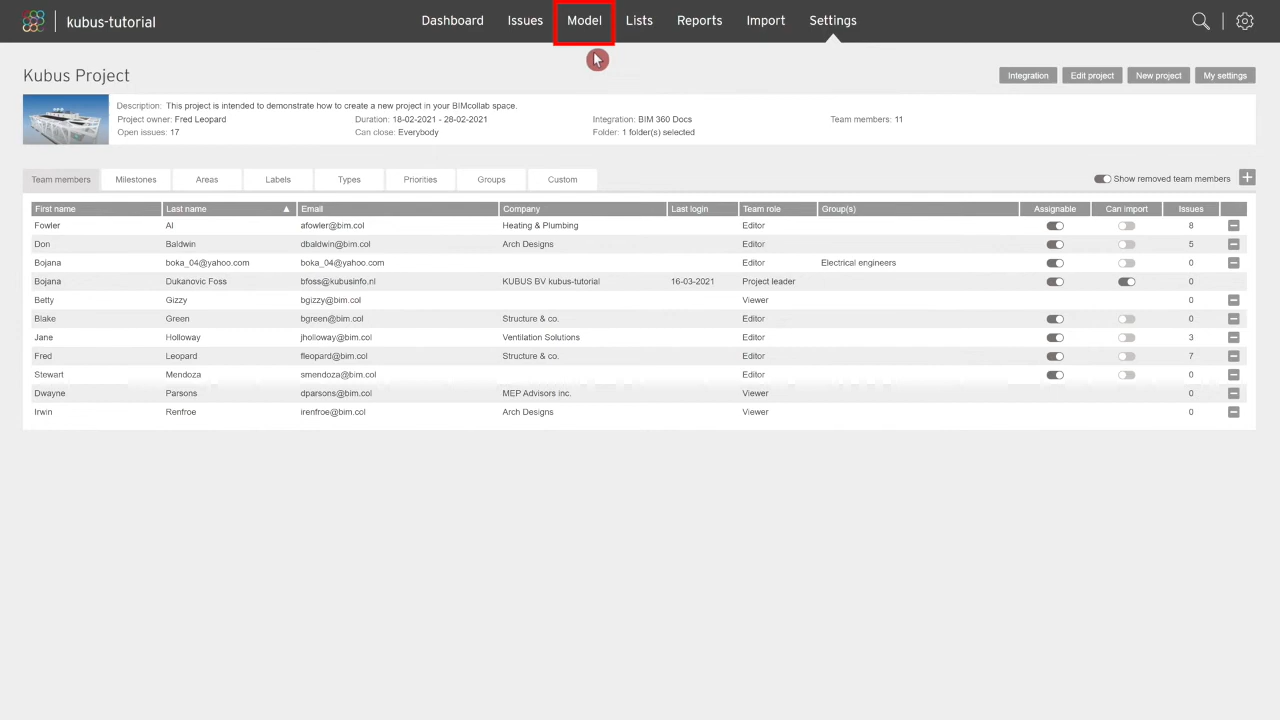 kubus-tutorial
Dashboard Issues Model Lists Reports Import Settings
Kubus Project
Integration Edit project New project My settings
Description: This project is intended to demonstrate how to create a new project in your BIMcollab space.
Project owner: Fred Leopard Duration: 18-02-2021 - 28-02-2021 Integration: BIM 360 Docs Team members: 11
Open issues: 17 Can close: Everybody Folder: 1 folder(s) selected
Team members Milestones Areas Labels Types Priorities Groups Custom Show removed team members
First name Last name Email Company Last login Team role Group(s) Assignable Can import Issues
Fowler Al afowler@bim.col Heating & Plumbing Editor 8
Don Baldwin dbaldwin@bim.col Arch Designs Editor 5
Bojana boka_04@yahoo.com boka_04@yahoo.com Editor Electrical engineers 0
Bojana Dukanovic Foss bfoss@kubusinfo.nl KUBUS BV kubus-tutorial 16-03-2021 Project leader 0
Betty Gizzy bgizzy@bim.col Viewer 0
Blake Green bgreen@bim.col Structure & co. Editor 0
Jane Holloway jholloway@bim.col Ventilation Solutions Editor 3
Fred Leopard fleopard@bim.col Structure & co. Editor 7
Stewart Mendoza smendoza@bim.col Editor 0
Dwayne Parsons dparsons@bim.col MEP Advisors inc. Viewer 0
Irwin Renfroe irenfroe@bim.col Arch Designs Viewer 0